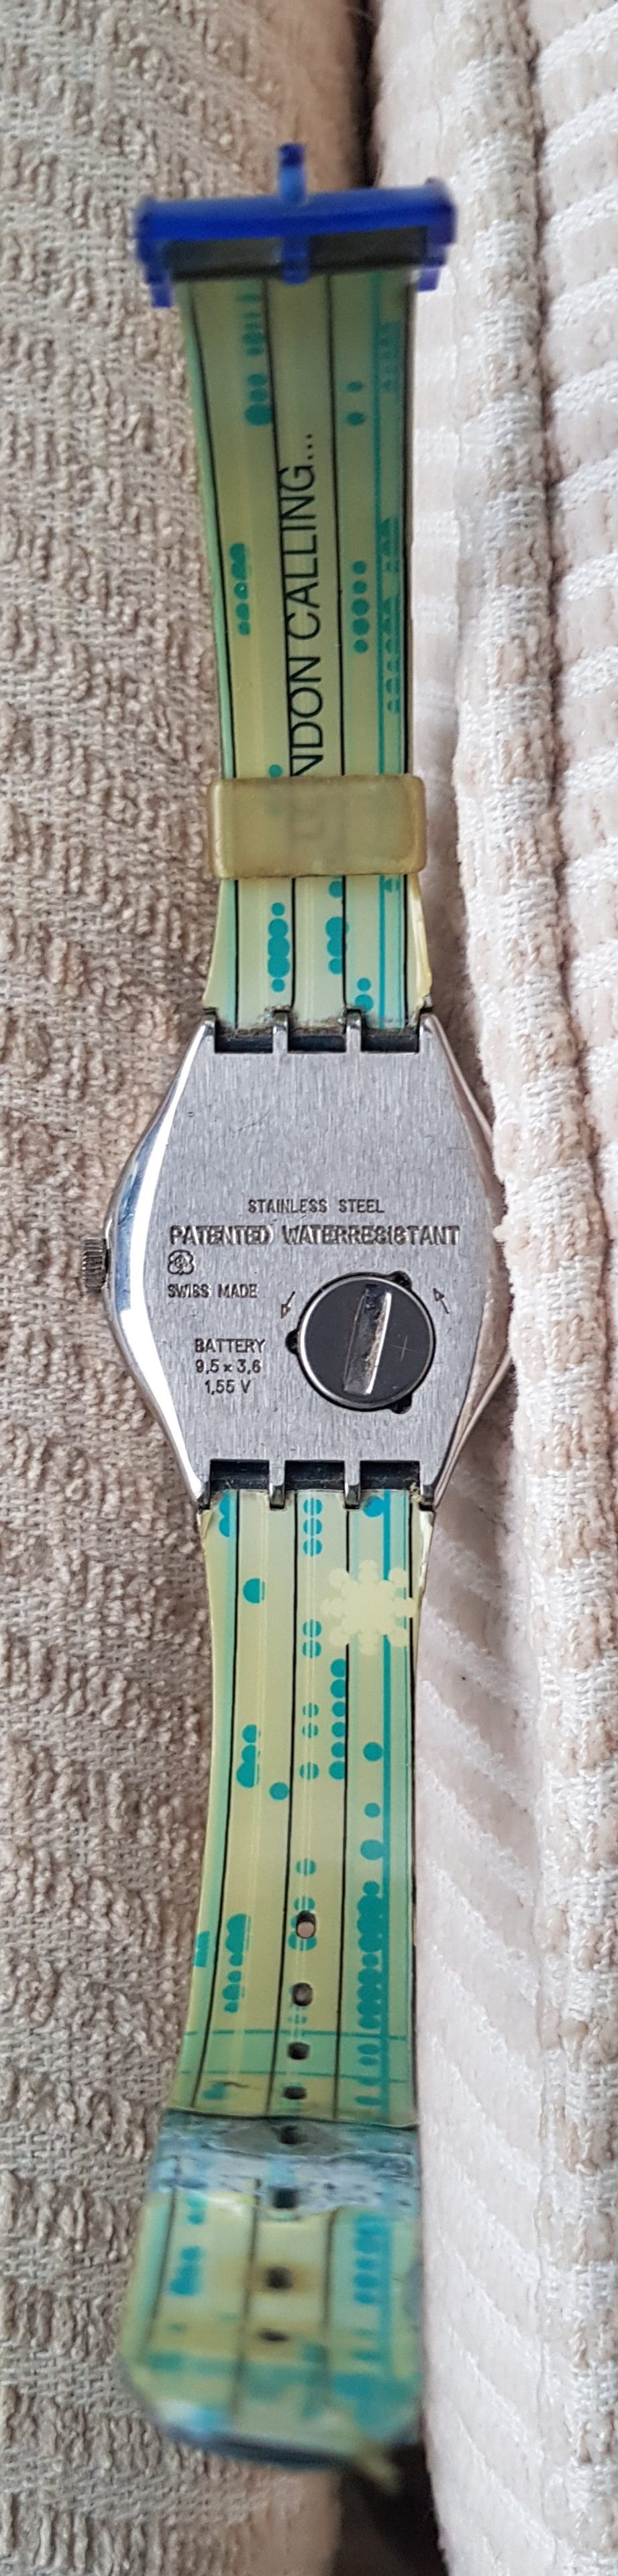 NDON CALLING...
STAINLESS STEEL
PATENTED WATERRESISTANT
SWISS MADE
BATTERY
9,5 x 3,6
1,55 V
+